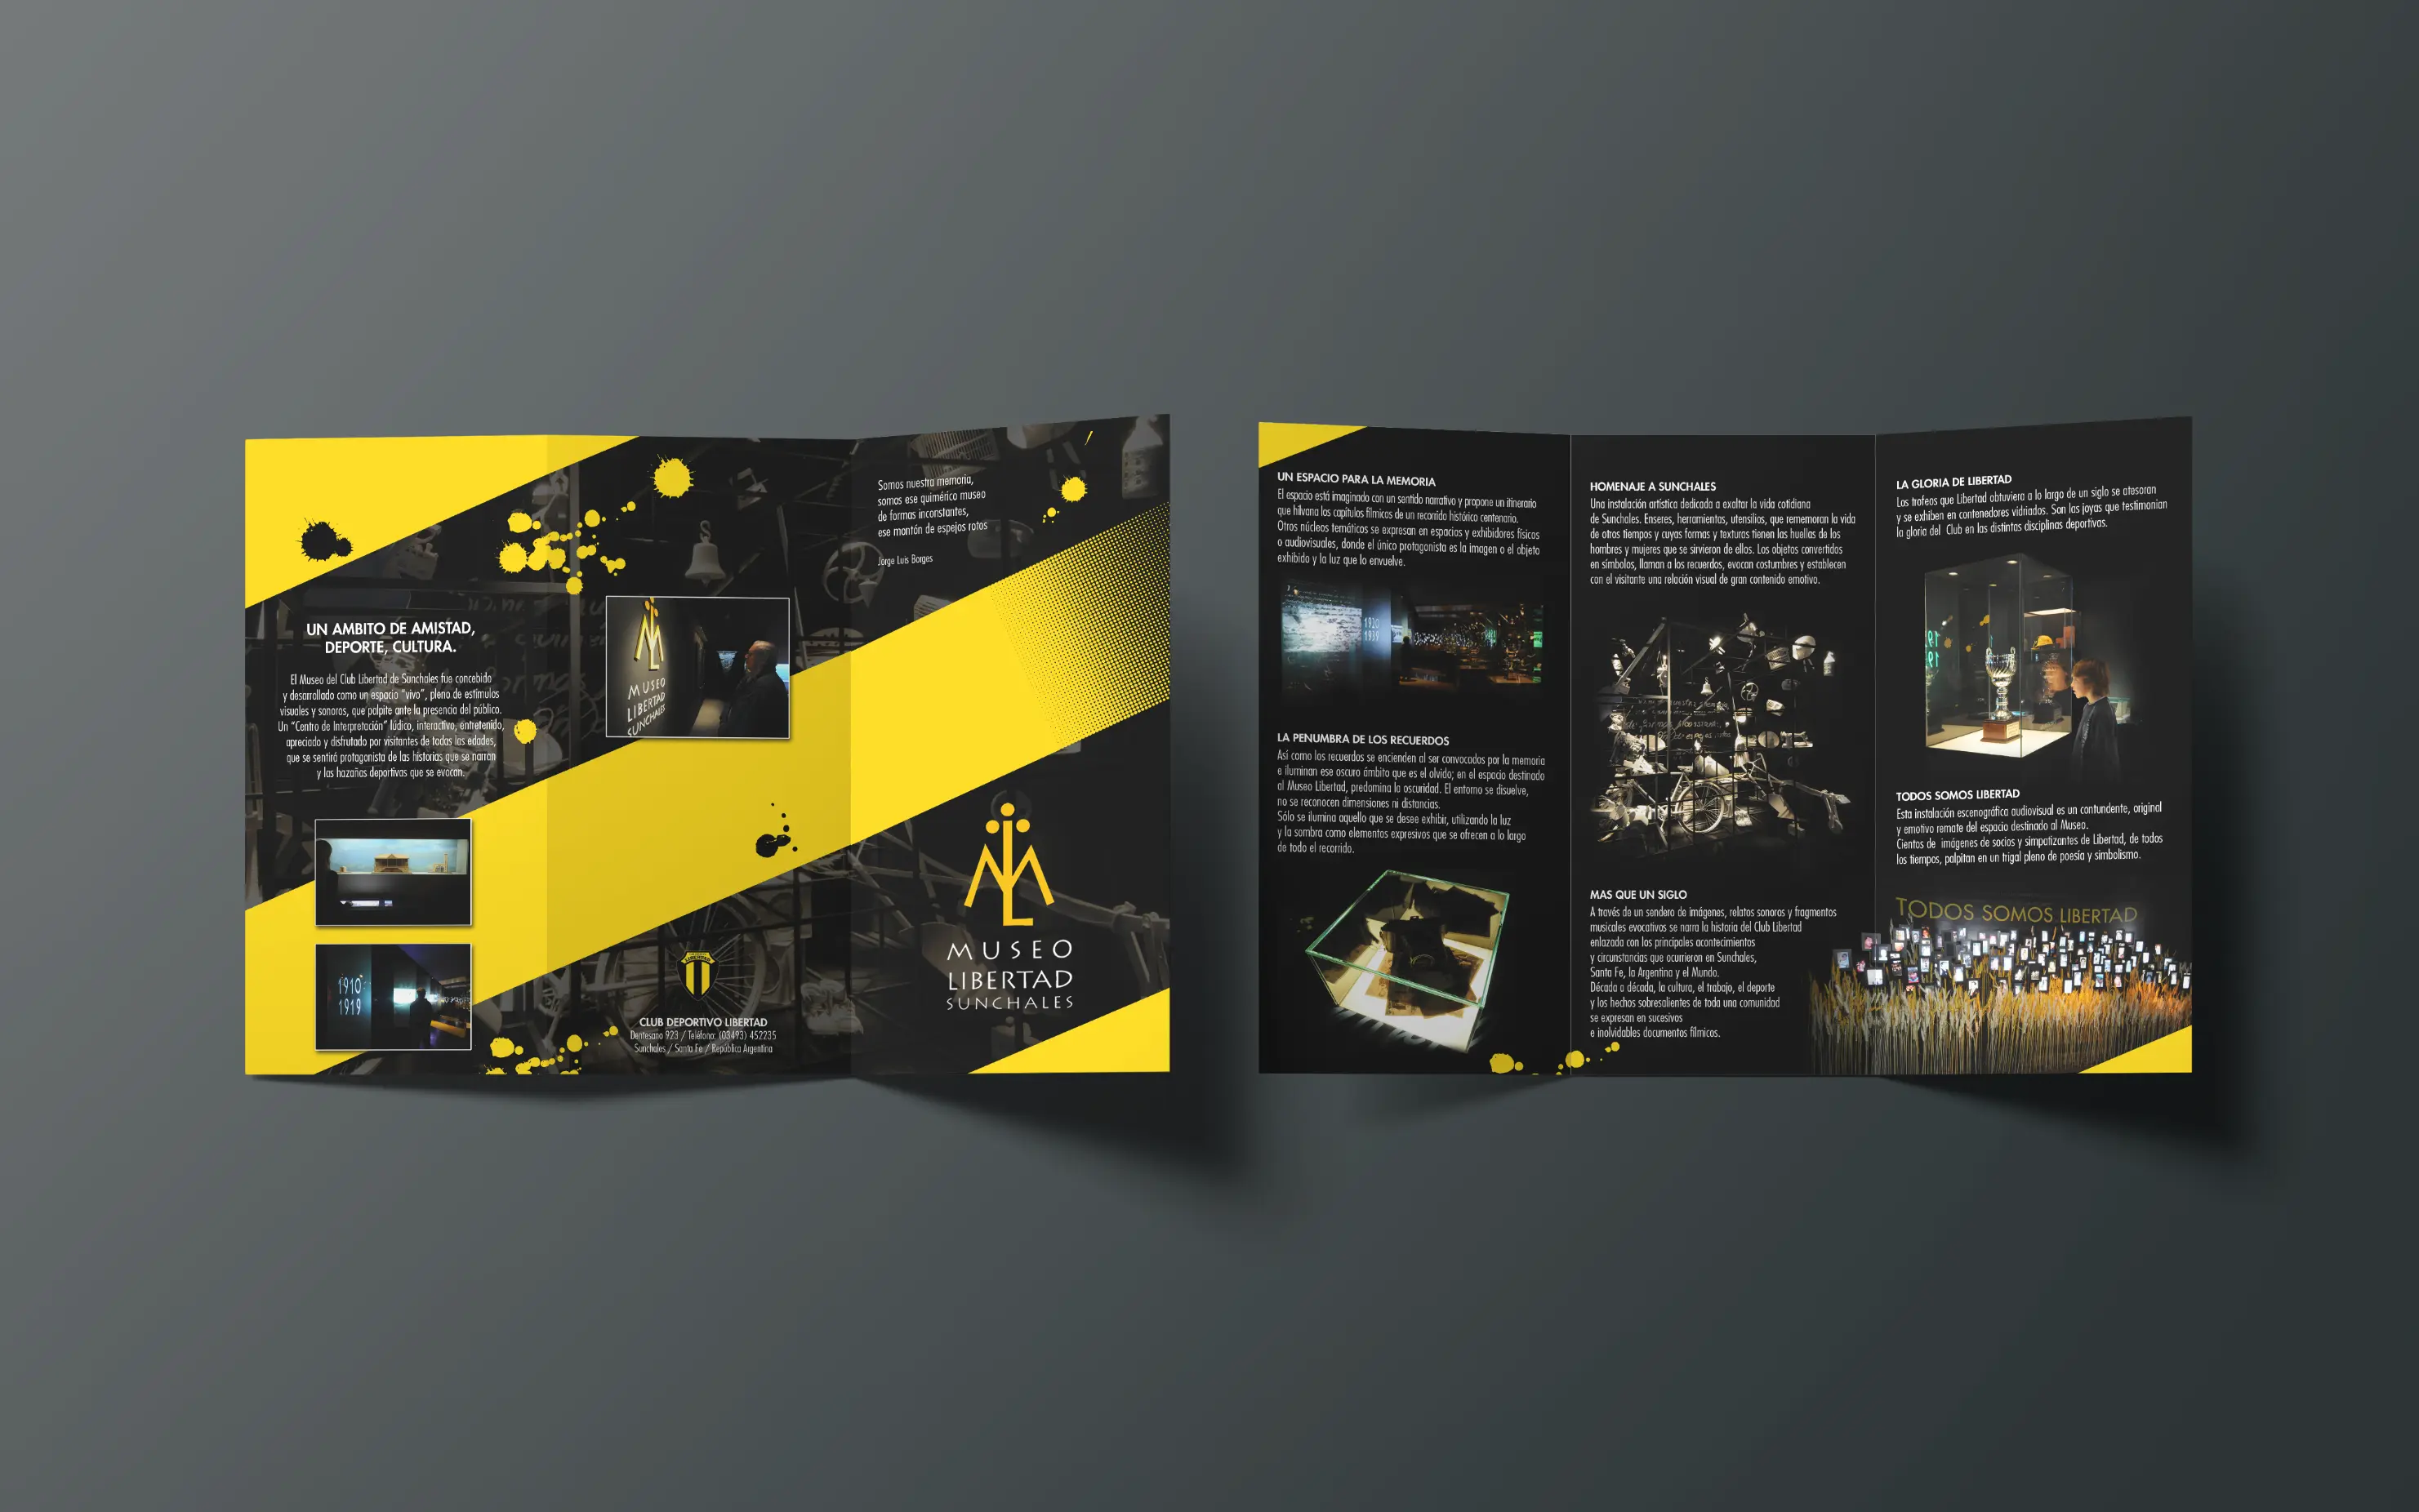 UN AMBITO DE AMISTAD,
DEPORTE, CULTURA.
El Museo del Club Libertad de Sunchales fue concebido
y desarrollado como un espacio "vivo", pleno de estímulos
visuales y sonoros, que palpite ante la presencia del público.
Un "Centro de Interpretación" lúdico, interactivo, entretenido,
apreciado y disfrutado por visitantes de todas las edades,
que se sentirá protagonista de las historias que se narran
y las hazañas deportivas que se evocan.
1910
1919
MUSEO
LIBERTAD
SUNCHALES
CLUB DEPORTIVO LIBERTAD
Dentesano 923 / Teléfono: (03493) 452235
Sunchales / Santa Fe / República Argentina
Somos nuestra memoria,
somos ese quimérico museo
de formas inconstantes,
ese montón de espejos rotos
Jorge Luis Borges
MUSEO
LIBERTAD
SUNCHALES
UN ESPACIO PARA LA MEMORIA
El espacio está imaginado con un sentido narrativo y propone un itinerario
que hilvana los capítulos fílmicos de un recorrido histórico centenario.
Otros núcleos temáticos se expresan en espacios y exhibidores físicos
o audiovisuales, donde el único protagonista es la imagen o el objeto
exhibido y la luz que lo envuelve.
1920
1939
LA PENUMBRA DE LOS RECUERDOS
Así como los recuerdos se encienden al ser convocados por la memoria
e iluminan ese oscuro ámbito que es el olvido; en el espacio destinado
al Museo Libertad, predomina la oscuridad. El entorno se disuelve,
no se reconocen dimensiones ni distancias.
Sólo se ilumina aquello que se desee exhibir, utilizando la luz
y la sombra como elementos expresivos que se ofrecen a lo largo
de todo el recorrido.
HOMENAJE A SUNCHALES
Una instalación artística dedicada a exaltar la vida cotidiana
de Sunchales. Enseres, herramientas, utensilios, que rememoran la vida
de otros tiempos y cuyas formas y texturas tienen las huellas de los
hombres y mujeres que se sirvieron de ellos. Los objetos convertidos
en símbolos, llaman a los recuerdos, evocan costumbres y establecen
con el visitante una relación visual de gran contenido emotivo.
MAS QUE UN SIGLO
A través de un sendero de imágenes, relatos sonoros y fragmentos
musicales evocativos se narra la historia del Club Libertad
enlazada con los principales acontecimientos
y circunstancias que ocurrieron en Sunchales,
Santa Fe, la Argentina y el Mundo.
Década a década, la cultura, el trabajo, el deporte
y los hechos sobresalientes de toda una comunidad
se expresan en sucesivos
e inolvidables documentos fílmicos.
LA GLORIA DE LIBERTAD
Los trofeos que Libertad obtuviera a lo largo de un siglo se atesoran
y se exhiben en contenedores vidriados. Son las joyas que testimonian
la gloria del Club en las distintas disciplinas deportivas.
TODOS SOMOS LIBERTAD
Esta instalación escenográfica audiovisual es un contundente, original
y emotivo remate del espacio destinado al Museo.
Cientos de imágenes de socios y simpatizantes de Libertad, de todos
los tiempos, palpitan en un trigal pleno de poesía y simbolismo.
TODOS SOMOS LIBERTAD